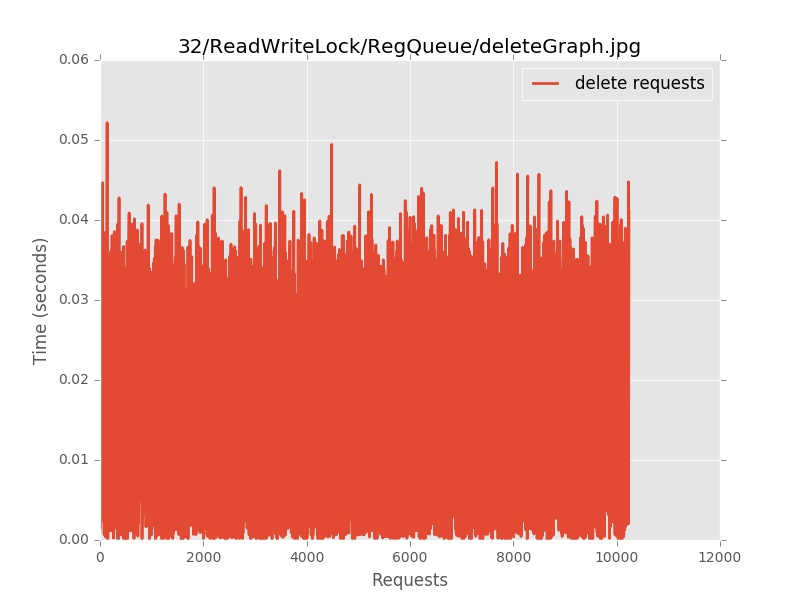 32/ReadWriteLock/RegQueue/deleteGraph.jpg
delete requests
0.06
0.05
0.04
0.03
0.02
0.01
0.00
Time (seconds)
0 2000 4000 6000 8000 10000 12000
Requests